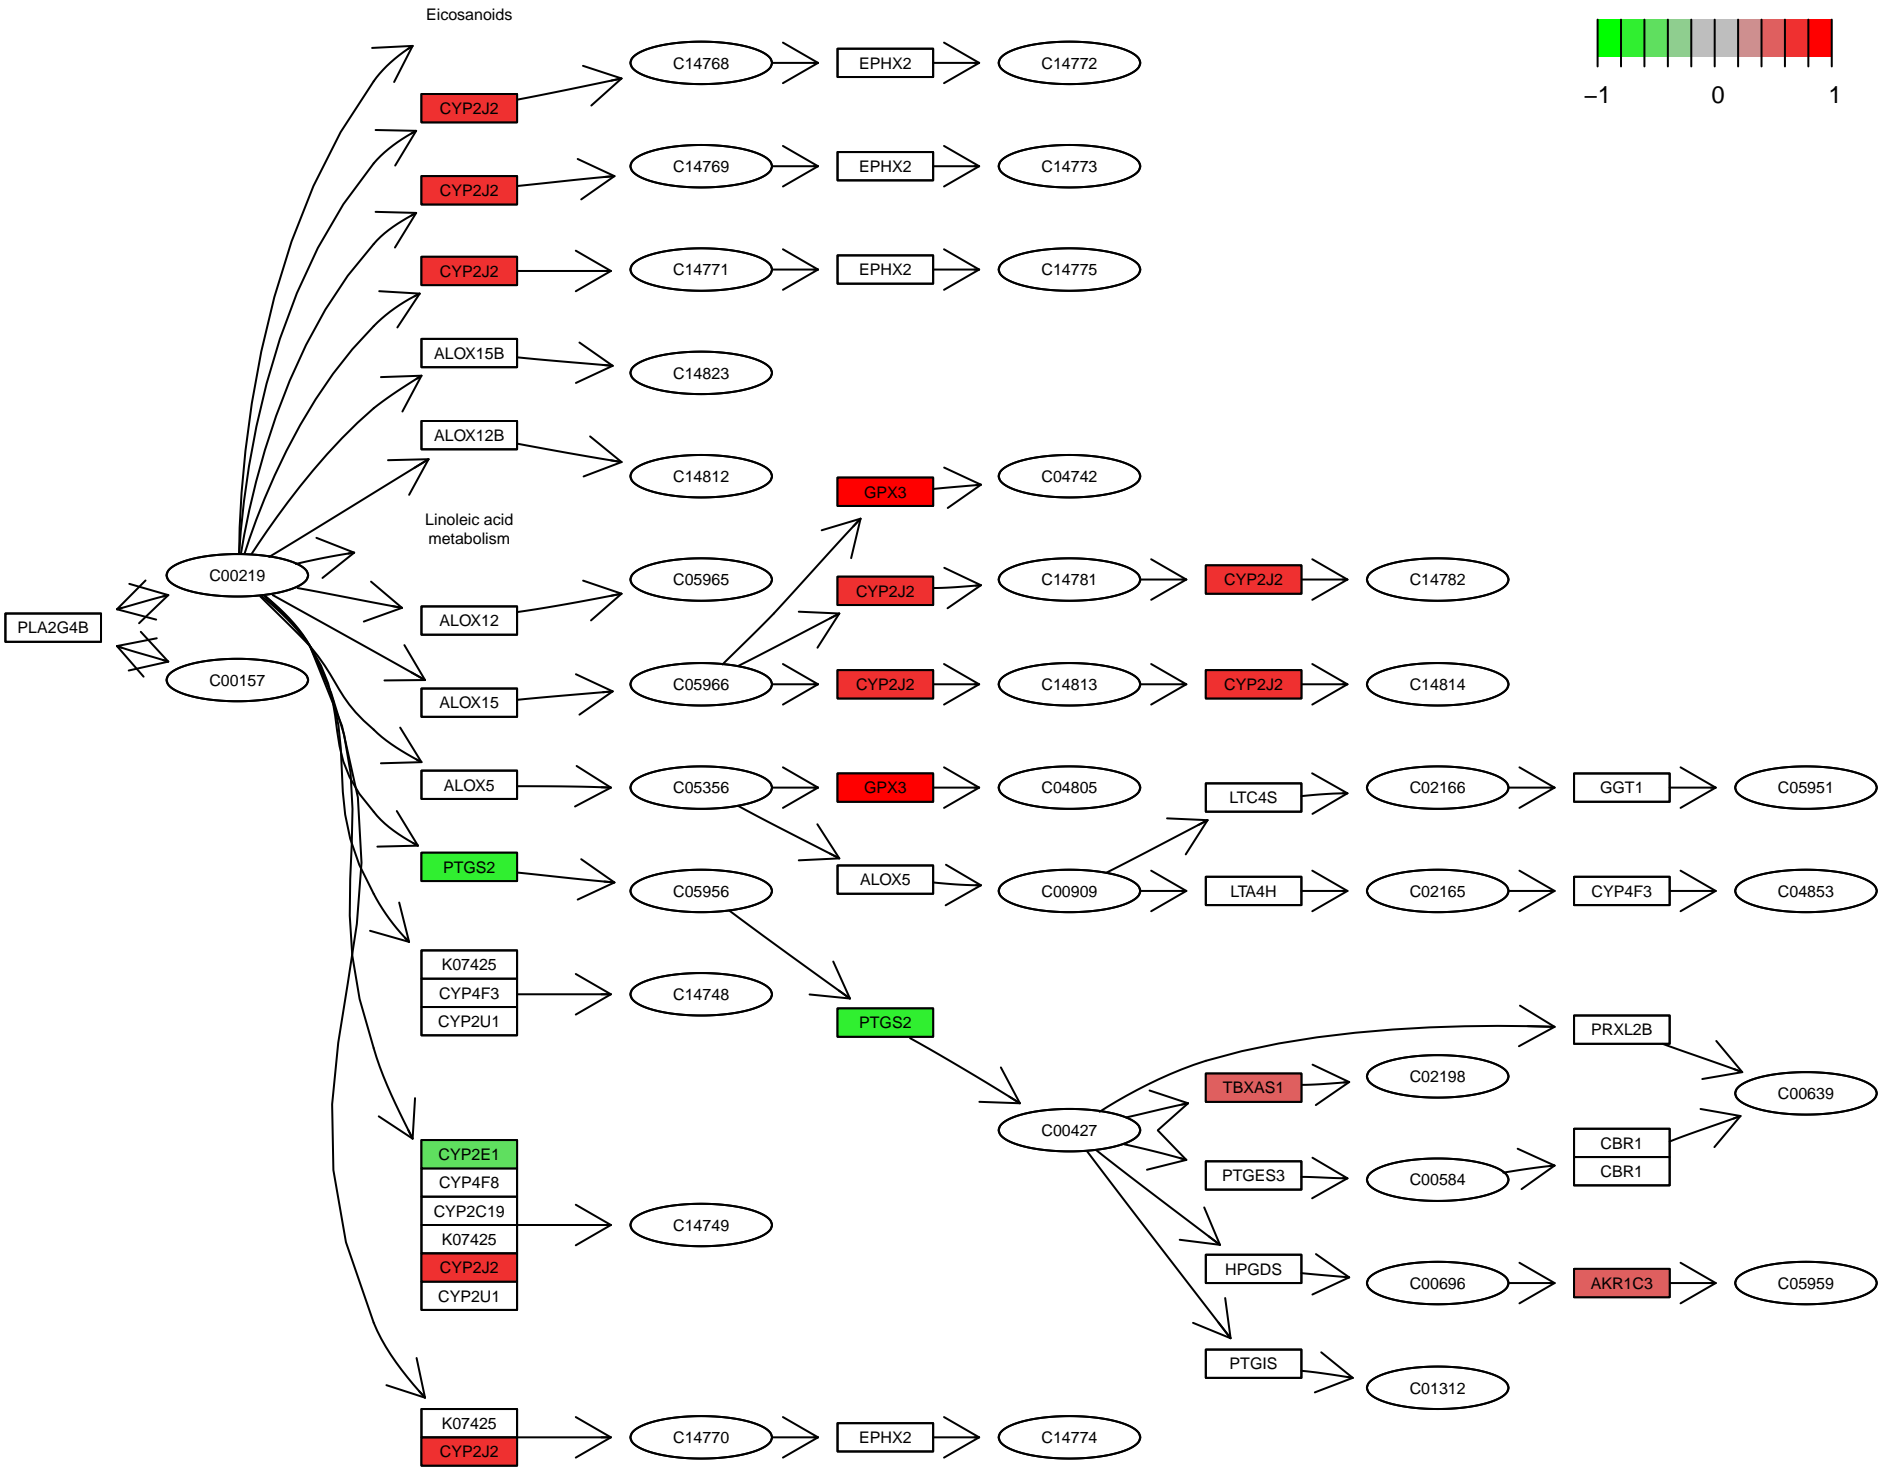 Eicosanoids
−1 0 1
C14768 EPHX2 C14772
CYP2J2
C14769 EPHX2 C14773
CYP2J2
C14771 EPHX2 C14775
CYP2J2
ALOX15B
C14823
ALOX12B
C14812 GPX3 C04742
Linoleic acid
metabolism
C00219 C05965 CYP2J2 C14781 CYP2J2 C14782
PLA2G4B ALOX12
C00157 C05966 CYP2J2 C14813 CYP2J2 C14814
ALOX15
ALOX5 C05356 GPX3 C04805 LTC4S C02166 GGT1 C05951
PTGS2 C05956 ALOX5 C00909 LTA4H C02165 CYP4F3 C04853
K07425
CYP4F3 C14748
CYP2U1 PTGS2
PRXL2B
TBXAS1 C02198
C00639
C00427
CYP2E1 CBR1
CYP4F8 PTGES3 C00584 CBR1
CYP2C19 C14749
K07425
CYP2J2 HPGDS C00696 AKR1C3 C05959
CYP2U1
PTGIS
C01312
K07425 C14770 EPHX2 C14774
CYP2J2